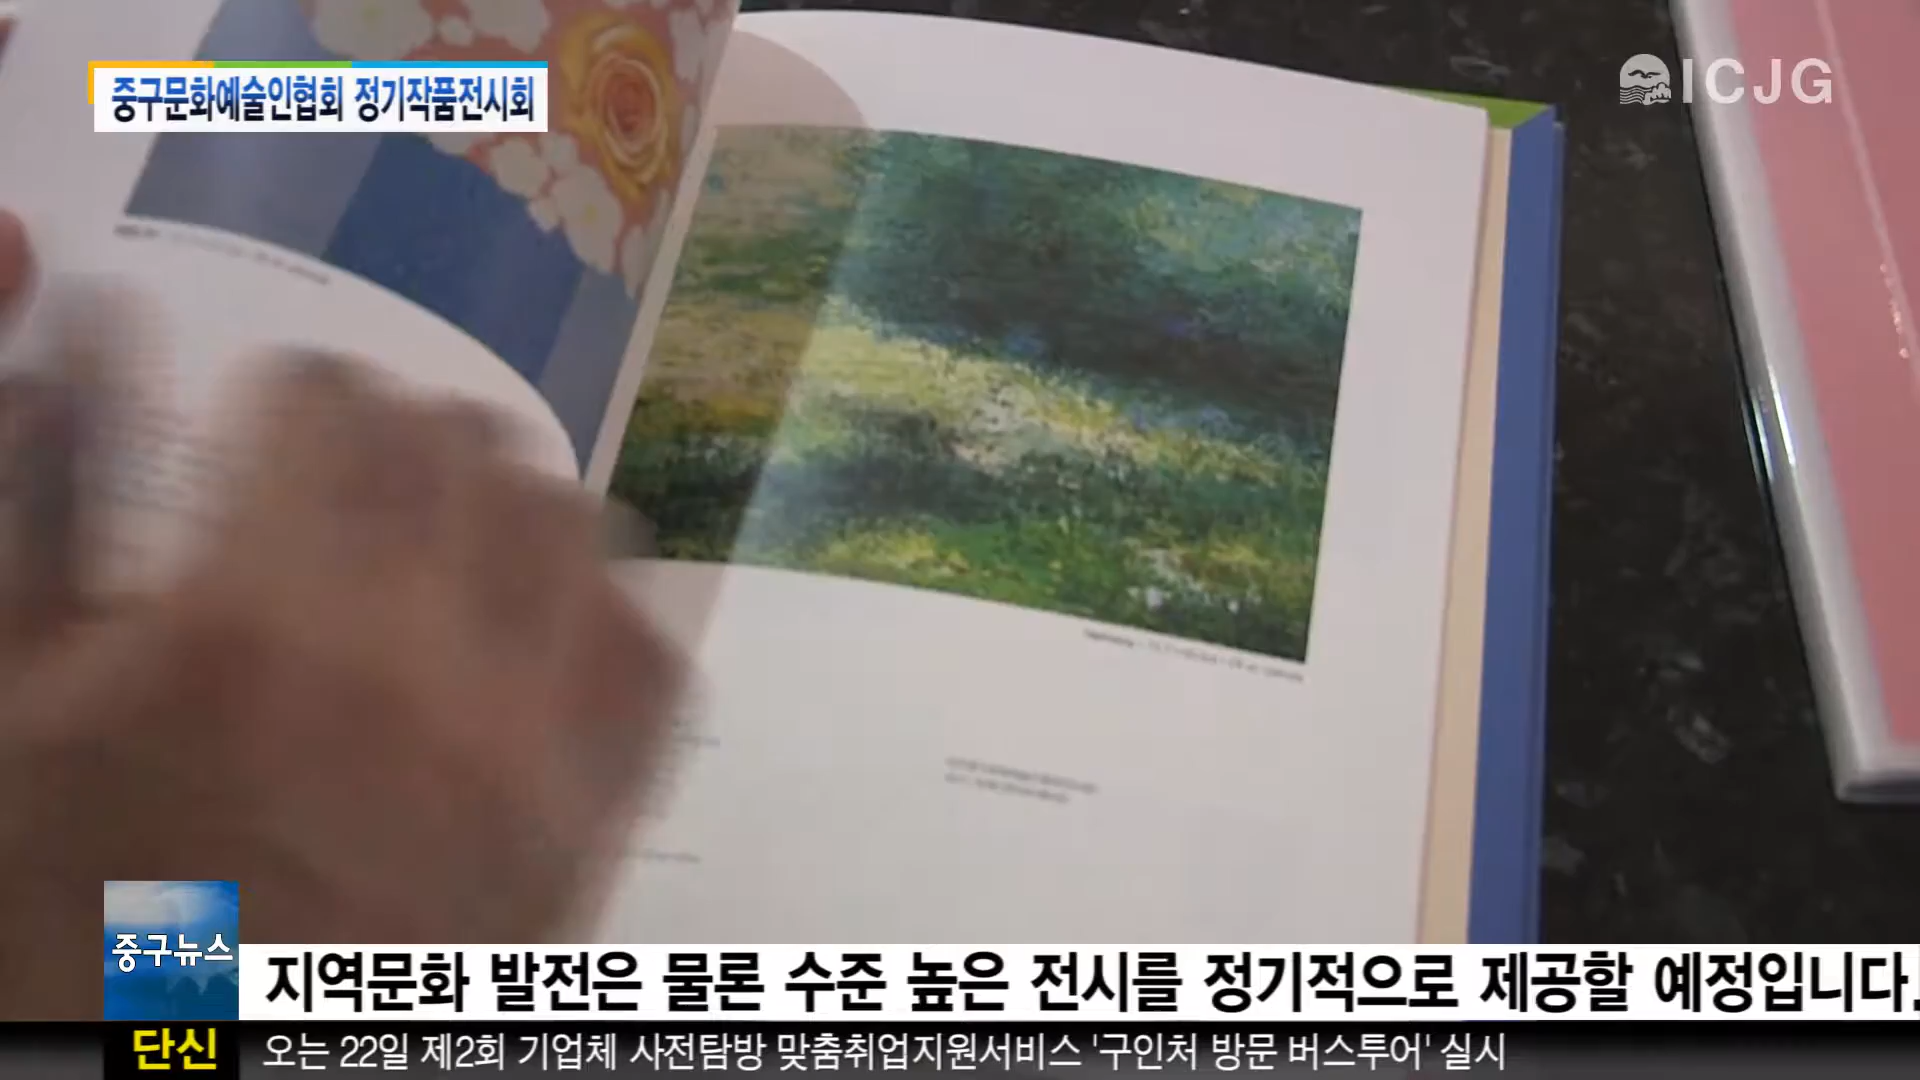 중구문화예술인협회 정기작품전시회
ICJG
중구뉴스
지역문화 발전은 물론 수준 높은 전시를 정기적으로 제공할 예정입니다.
단신
오는 22일 제2회 기업체 사전탐방 맞춤취업지원서비스 '구인처 방문 버스투어' 실시